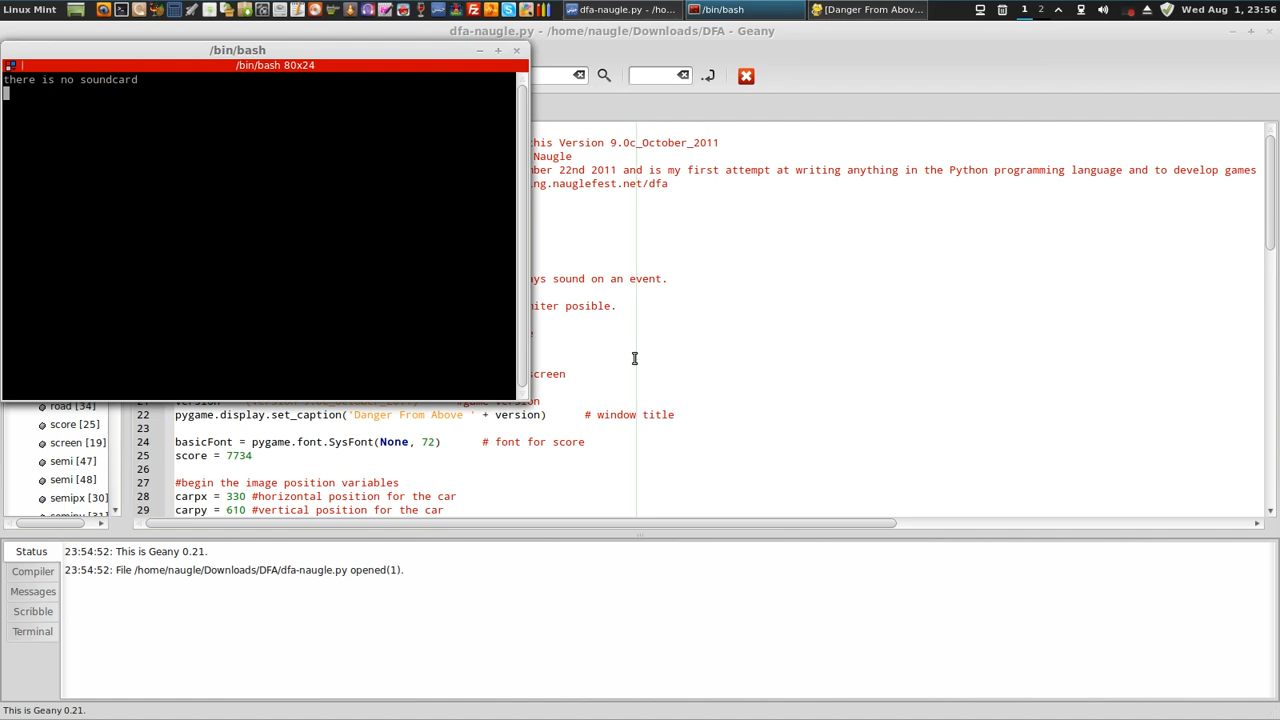 Linux Mint
dfa-naugle.py - /ho...
/bin/bash
[Danger From Abov...
1
2
Wed Aug 1, 23:56
dfa-naugle.py - /home/naugle/Downloads/DFA - Geany
/bin/bash
/bin/bash 80x24
there is no soundcard
this Version 9.0c_October_2011
Naugle
ber 22nd 2011 and is my first attempt at writing anything in the Python programming language and to develop games
ng.nauglefest.net/dfa
ays sound on an event.
miter posible.
e
screen
road [34]
22 pygame.display.set_caption('Danger From Above ' + version) # window title
score [25]
23
screen [19]
24 basicFont = pygame.font.SysFont(None, 72) # font for score
25 score = 7734
semi [47]
26
semi [48]
27 #begin the image position variables
28 carpx = 330 #horizontal position for the car
semipx [30]
29 carpy = 610 #vertical position for the car
Status
23:54:52: This is Geany 0.21.
Compiler
23:54:52: File /home/naugle/Downloads/DFA/dfa-naugle.py opened(1).
Messages
Scribble
Terminal
This is Geany 0.21.